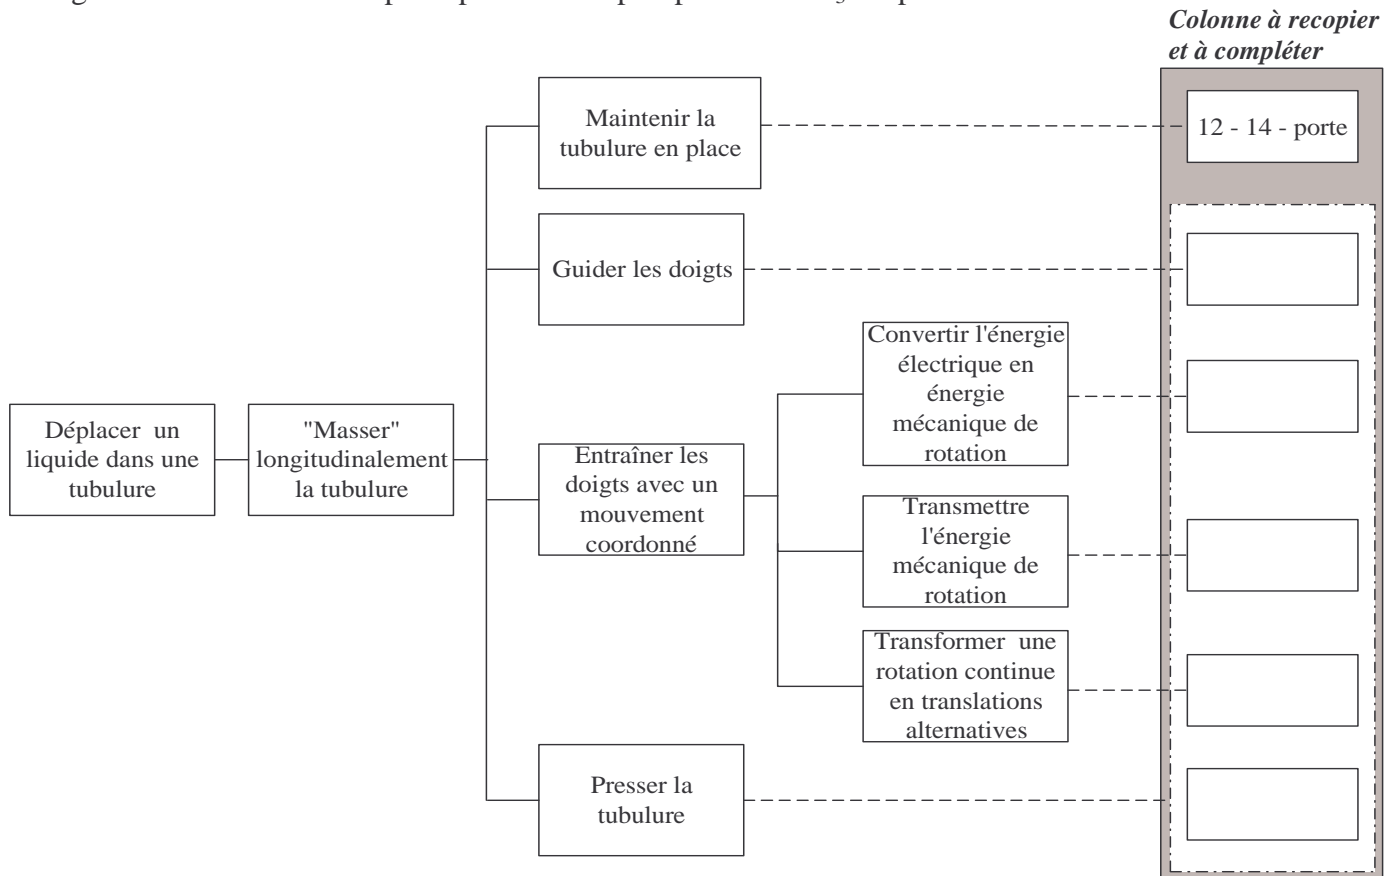 Colonne à recopier
et à compléter
Maintenir la
tubulure en place
12 - 14 - porte
Guider les doigts
Convertir l'énergie
électrique en
énergie
mécanique de
rotation
Déplacer un
liquide dans une
tubulure
"Masser"
longitudinalement
la tubulure
Entraîner les
doigts avec un
mouvement
coordonné
Transmettre
l'énergie
mécanique de
rotation
Transformer une
rotation continue
en translations
alternatives
Presser la
tubulure